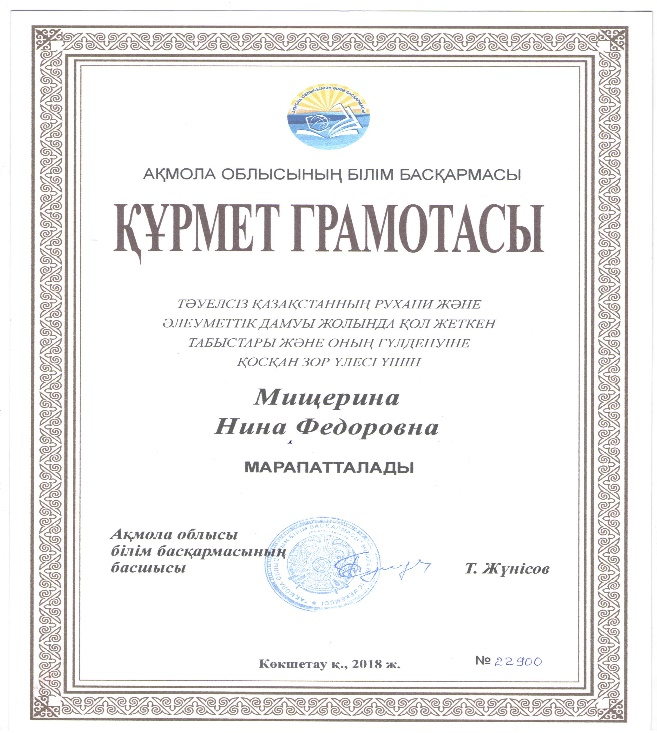 АҚМОЛА ОБЛЫСЫНЫҢ БІЛІМ БАСҚАРМАСЫ
ҚҰРМЕТ ГРАМОТАСЫ
ТӘУЕЛСІЗ ҚАЗАҚСТАННЫҢ РУХАНИ ЖӘНЕ
ӘЛЕУМЕТТІК ДАМУЫ ЖОЛЫНДА ҚОЛ ЖЕТКЕН
ТАБЫСТАРЫ ЖӘНЕ ОНЫҢ ГҮЛДЕНУІНЕ
ҚОСҚАН ЗОР ҮЛЕСІ ҮШІН
Мищерина
Нина Федоровна
МАРАПАТТАЛАДЫ
Ақмола облысы
білім басқармасының
басшысы
Т. Жүнісов
Көкшетау қ., 2018 ж.
№ 22900